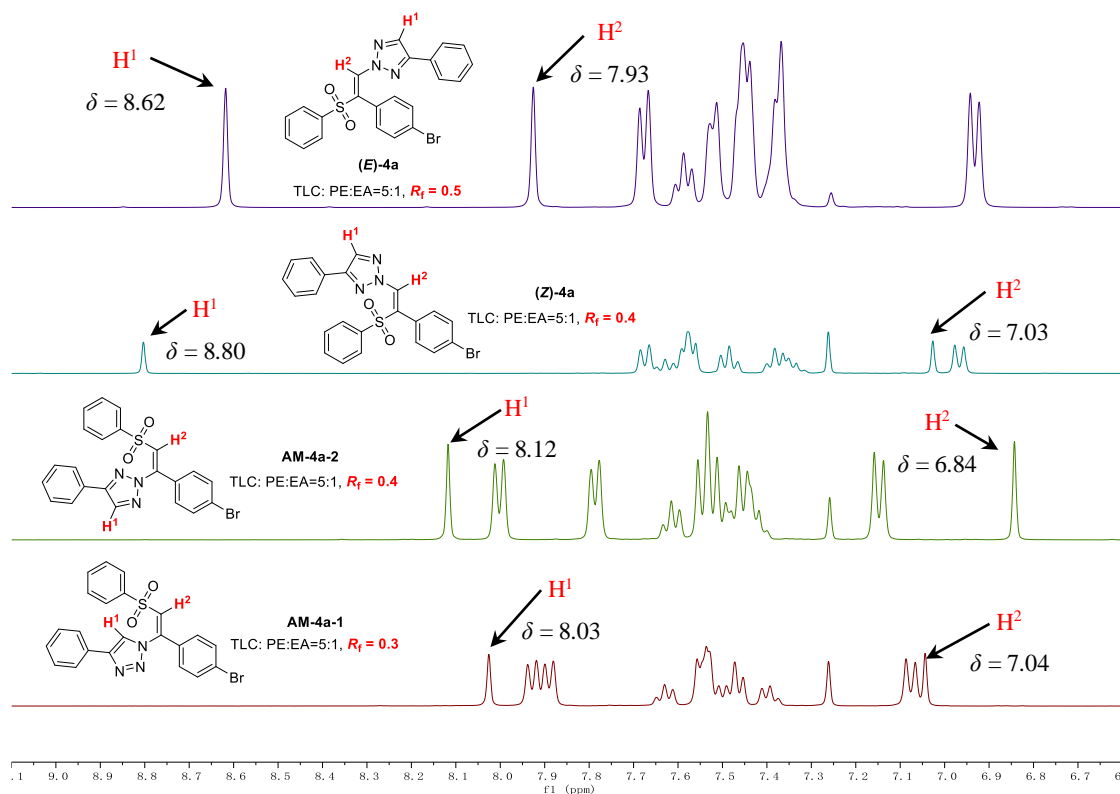 H¹
δ = 8.62
H¹
H²
N
N
N
O
S
O
Br
(E)-4a
TLC: PE:EA=5:1, Rf = 0.5
H²
δ = 7.93
H¹
δ = 8.80
H¹
N
N
N
H²
O
S
O
Br
(Z)-4a
TLC: PE:EA=5:1, Rf = 0.4
H²
δ = 7.03
O
S
O
H²
N
N
N
H¹
Br
AM-4a-2
TLC: PE:EA=5:1, Rf = 0.4
H¹
δ = 8.12
H²
δ = 6.84
O
S
O
H²
H¹
N
N
N
Br
AM-4a-1
TLC: PE:EA=5:1, Rf = 0.3
H¹
δ = 8.03
H²
δ = 7.04
.1 9.0 8.8 8.7 8.6 8.5 8.4 8.3 8.2 8.1 8.0 7.9 7.8 7.7 7.6 7.5 7.4 7.3 7.2 7.1 7.0 6.9 6.8 6.7 6
f1 (ppm)